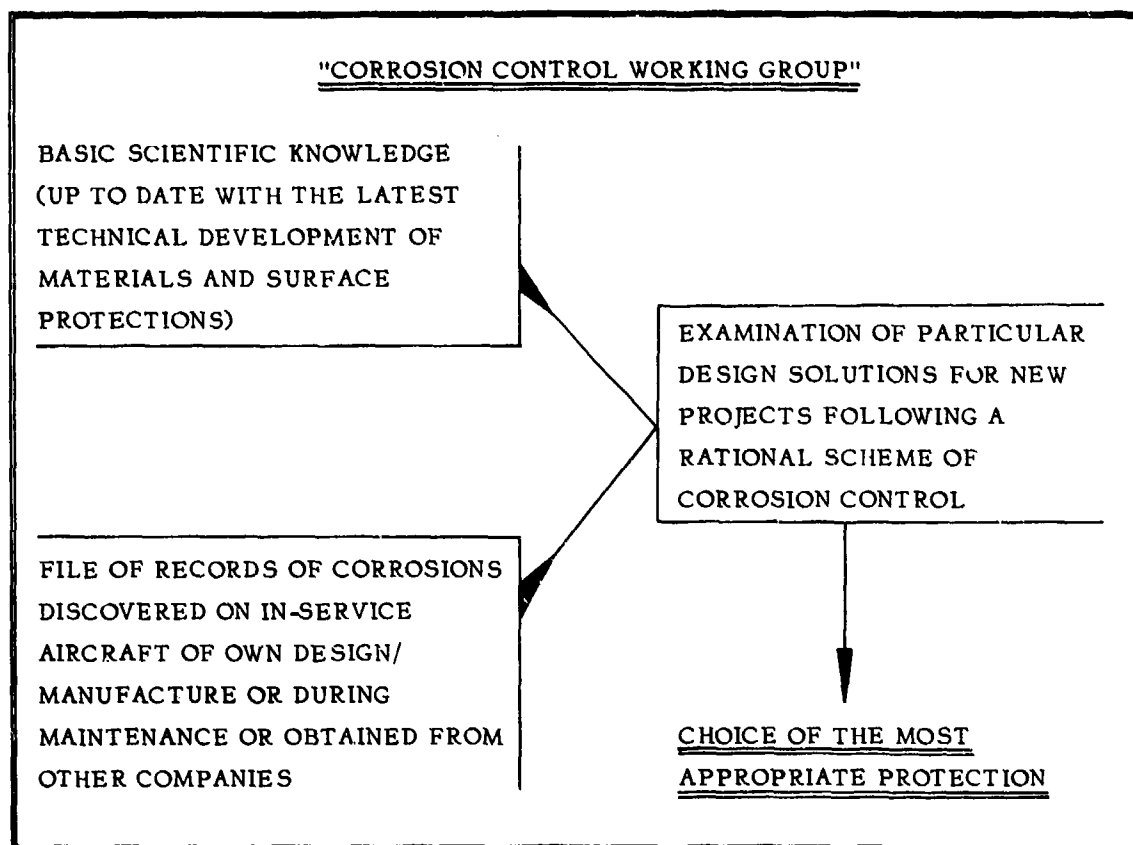 "CORROSION CONTROL WORKING GROUP"
BASIC SCIENTIFIC KNOWLEDGE
(UP TO DATE WITH THE LATEST
TECHNICAL DEVELOPMENT OF
MATERIALS AND SURFACE
PROTECTIONS)
EXAMINATION OF PARTICULAR
DESIGN SOLUTIONS FOR NEW
PROJECTS FOLLOWING A
RATIONAL SCHEME OF
CORROSION CONTROL
FILE OF RECORDS OF CORROSIONS
DISCOVERED ON IN-SERVICE
AIRCRAFT OF OWN DESIGN/
MANUFACTURE OR DURING
MAINTENANCE OR OBTAINED FROM
OTHER COMPANIES
CHOICE OF THE MOST
APPROPRIATE PROTECTION